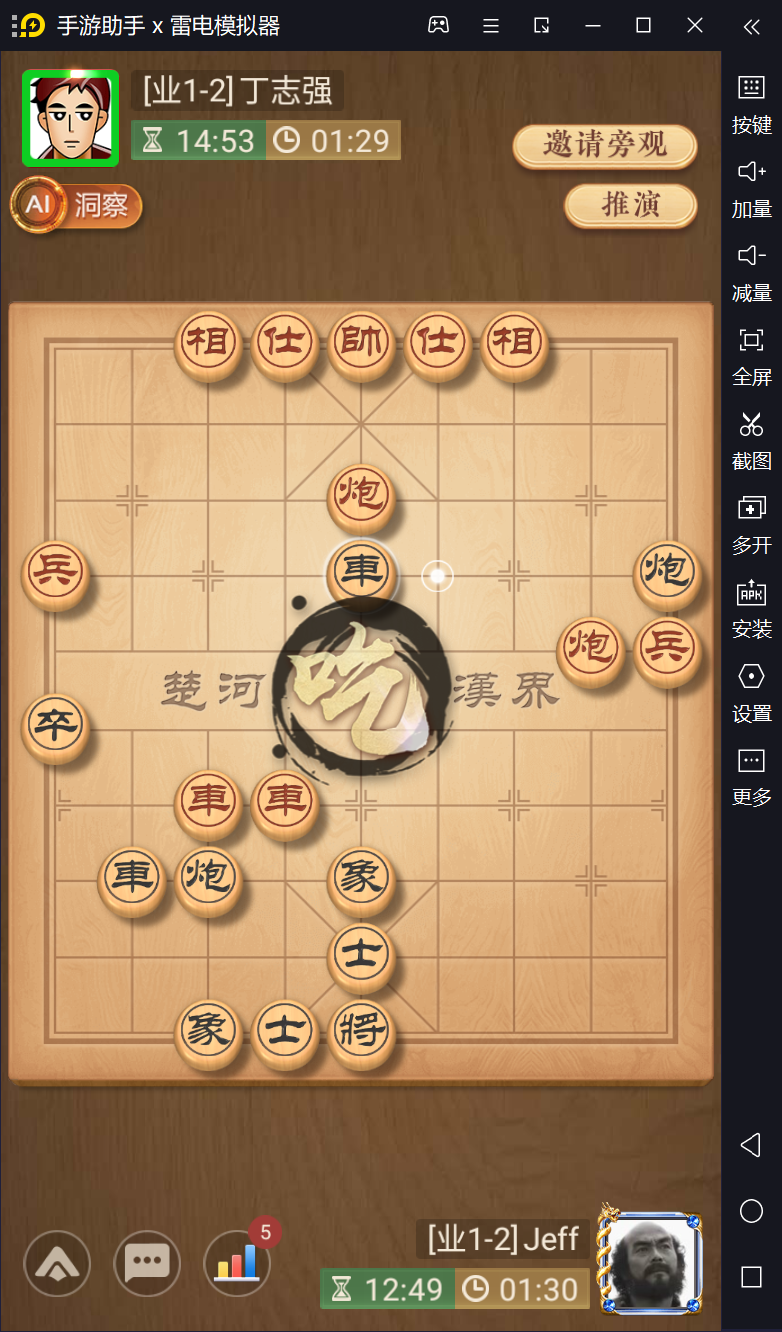 手游助手 x 雷电模拟器
[业1-2]丁志强
14:53 01:29
邀请旁观
AI 洞察
推演
按键
加量
减量
全屏
截图
多开
APK
安装
设置
更多
相 仕 帥 仕 相
炮
兵 車 炮
炮 兵
楚河 吃 漢界
卒
車 車
車 炮 象
士
象 士 將
5
[业1-2]Jeff
12:49 01:30